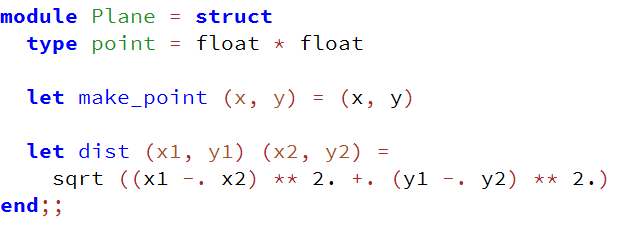 module Plane = struct
  type point = float * float

  let make_point (x, y) = (x, y)

  let dist (x1, y1) (x2, y2) =
    sqrt ((x1 -. x2) ** 2. +. (y1 -. y2) ** 2.)
end;;